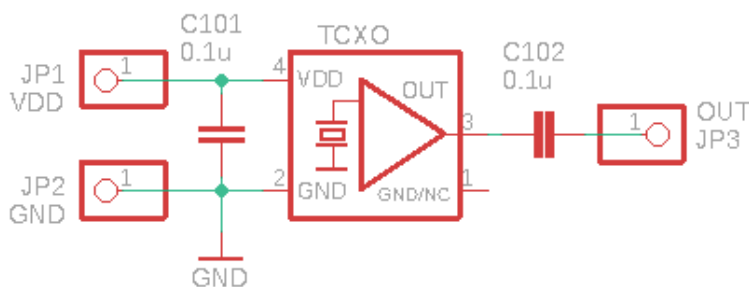 C101
0.1u
TCXO
C102
0.1u
JP1
VDD
1
4
VDD
OUT
3
1
OUT
JP3
JP2
GND
1
2
GND
GND/NC
1
GND